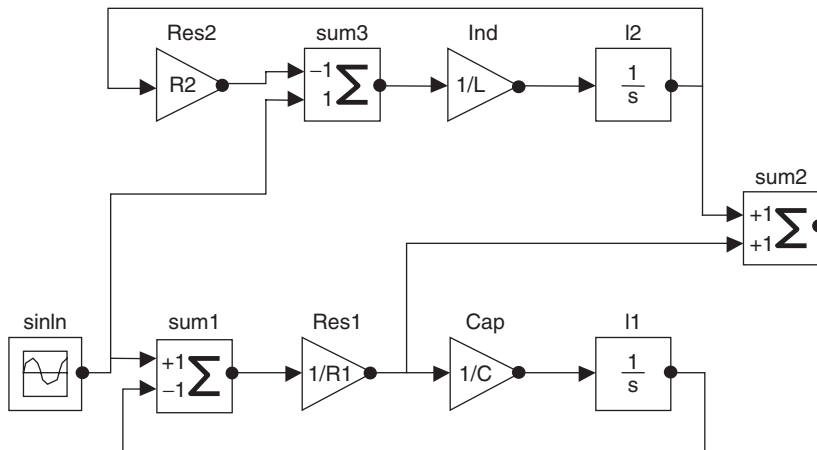 Res2
sum3
Ind
I2
R2
−1
1
Σ
1/L
1
s
sum2
+1
+1
Σ
sinIn
sum1
Res1
Cap
I1
+1
−1
Σ
1/R1
1/C
1
s